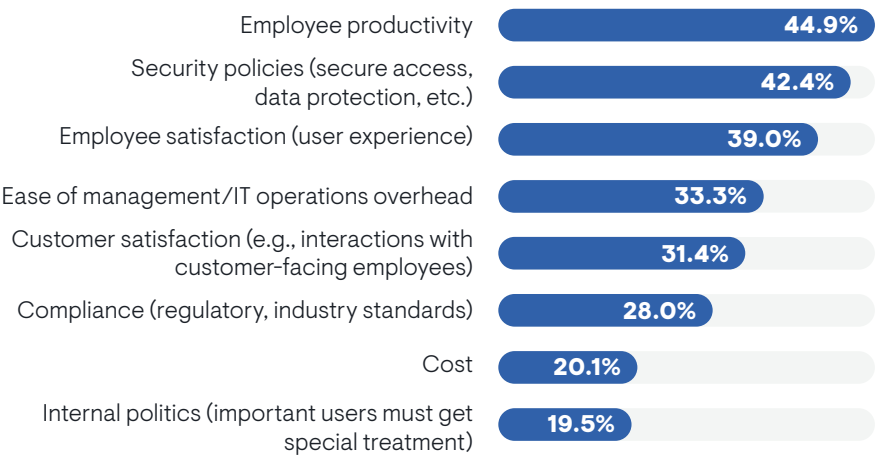 Employee productivity 44.9%
Security policies (secure access,
data protection, etc.) 42.4%
Employee satisfaction (user experience) 39.0%
Ease of management/IT operations overhead 33.3%
Customer satisfaction (e.g., interactions with
customer-facing employees) 31.4%
Compliance (regulatory, industry standards) 28.0%
Cost 20.1%
Internal politics (important users must get
special treatment) 19.5%